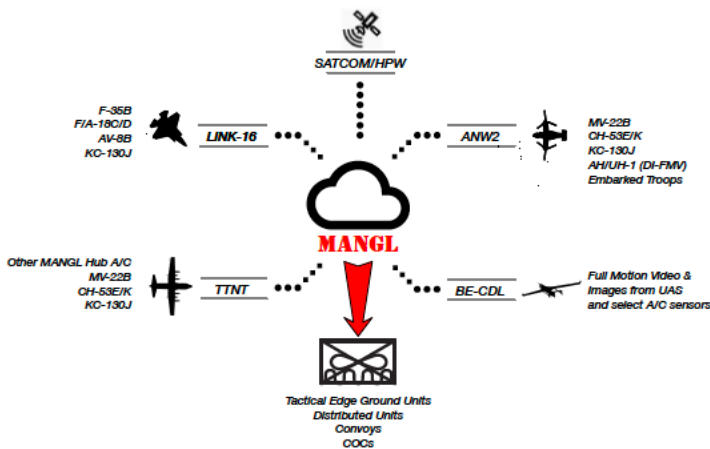 SATCOM/HPW
F-35B
F/A-18C/D
AV-8B
KC-130J
LINK-16
ANW2
MV-22B
CH-53E/K
KC-130J
AH/UH-1 (DI-FMV)
Embarked Troops
MANGL
Other MANGL Hub A/C
MV-22B
CH-53E/K
KC-130J
TTNT
BE-CDL
Full Motion Video &
Images from UAS
and select A/C sensors
Tactical Edge Ground Units
Distributed Units
Convoys
COCs